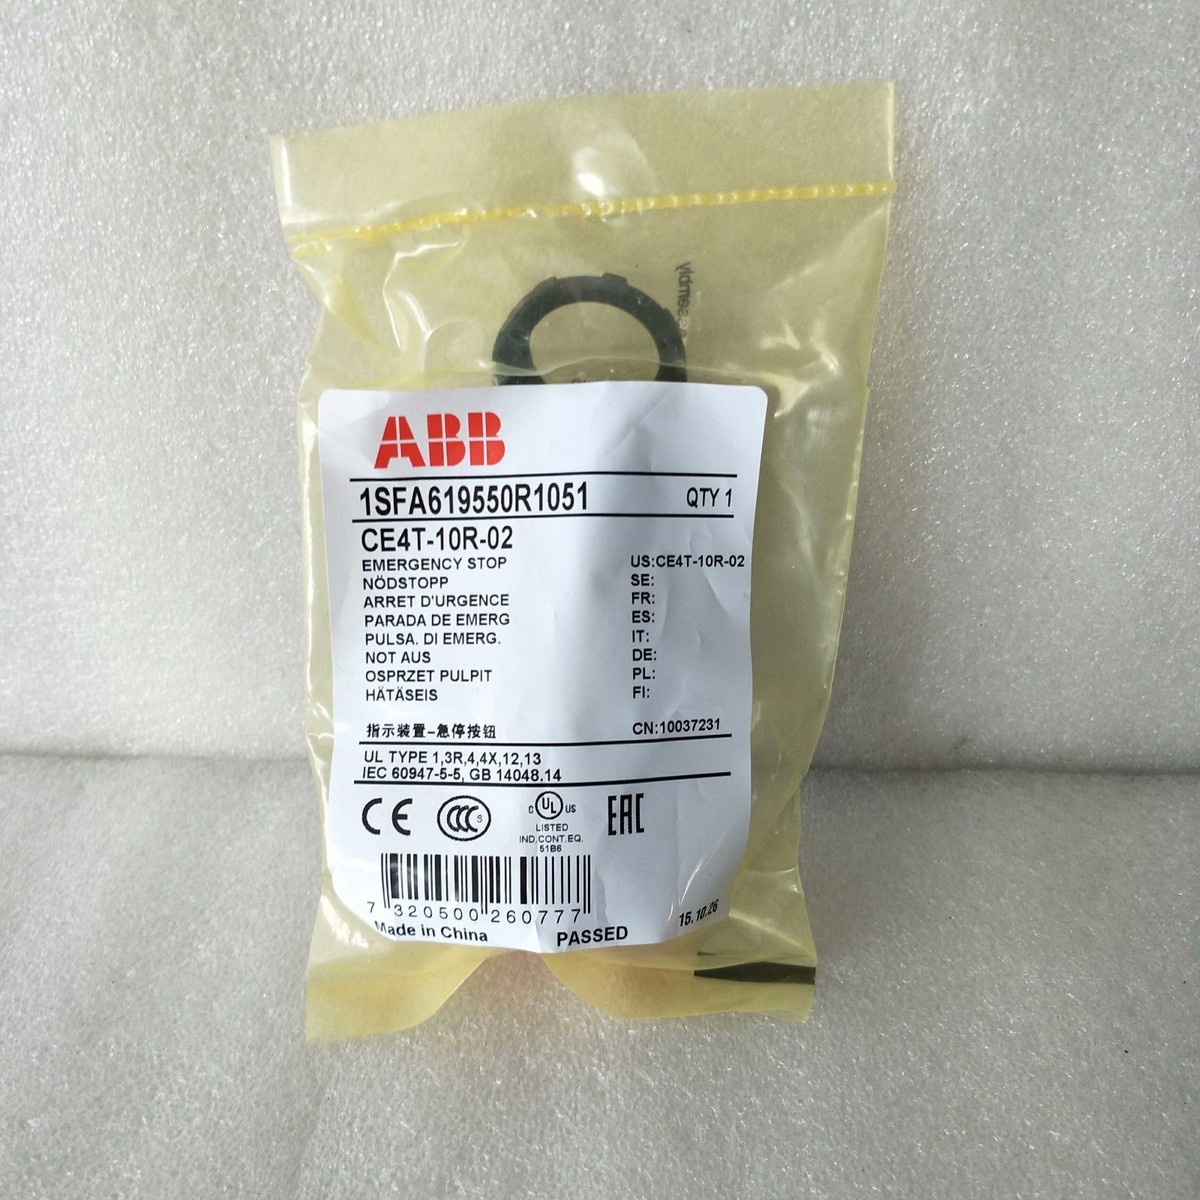 ABB
1SFA619550R1051 QTY 1
CE4T-10R-02
EMERGENCY STOP US:CE4T-10R-02
NÖDSTOPP SE:
ARRET D'URGENCE FR:
PARADA DE EMERG ES:
PULSA. DI EMERG. IT:
NOT AUS DE:
OSPRZET PULPIT PL:
HÄTÄSEIS FI:
指示装置-急停按钮 CN:10037231
UL TYPE 1,3R,4,4X,12,13
IEC 60947-5-5, GB 14048.14
CE CCC S C UL US EAC
LISTED
IND.CONT.EQ.
51B6
7 320500 260777
Made in China PASSED 15.10.26